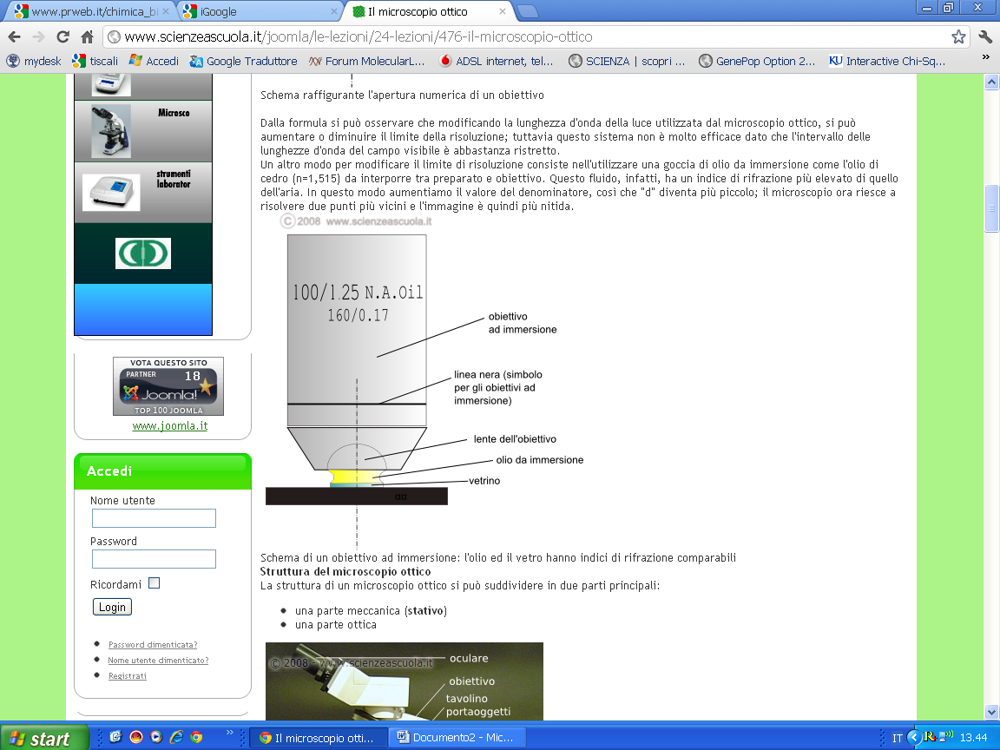 www.prweb.it/chimica_bi
iGoogle
Il microscopio ottico
www.scienzeascuola.it/joomla/le-lezioni/24-lezioni/476-il-microscopio-ottico
mydesk
tiscali
Accedi
Google Traduttore
Forum MolecularL...
ADSL internet, tel...
SCIENZA | scopri ...
GenePop Option 2...
KU Interactive Chi-Sq...
»
Microsco
strumenti
laborator
VOTA QUESTO SITO
PARTNER 18
Joomla!
TOP 100 JOOMLA
www.joomla.it
Accedi
Nome utente
Password
Ricordami
Login
Password dimenticata?
Nome utente dimenticato?
Registrati
Schema raffigurante l'apertura numerica di un obiettivo
Dalla formula si può osservare che modificando la lunghezza d'onda della luce utilizzata dal microscopio ottico, si può
aumentare o diminuire il limite della risoluzione; tuttavia questo sistema non è molto efficace dato che l'intervallo delle
lunghezze d'onda del campo visibile è abbastanza ristretto.
Un altro modo per modificare il limite di risoluzione consiste nell'utilizzare una goccia di olio da immersione come l'olio di
cedro (n=1,515) da interporre tra preparato e obiettivo. Questo fluido, infatti, ha un indice di rifrazione più elevato di quello
dell'aria. In questo modo aumentiamo il valore del denominatore, così che "d" diventa più piccolo; il microscopio ora riesce a
risolvere due punti più vicini e l'immagine è quindi più nitida.
© 2008 www.scienzeascuola.it
100/1.25 N.A.Oil
160/0.17
obiettivo
ad immersione
linea nera (simbolo
per gli obiettivi ad
immersione)
lente dell'obiettivo
olio da immersione
vetrino
Schema di un obiettivo ad immersione: l'olio ed il vetro hanno indici di rifrazione comparabili
Struttura del microscopio ottico
La struttura di un microscopio ottico si può suddividere in due parti principali:
una parte meccanica (stativo)
una parte ottica
© 2008 - www.scienzeascuola.it
oculare
obiettivo
tavolino
portaoggetti
start
»
Il microscopio otti...
Documento2 - Mic...
IT
13.44